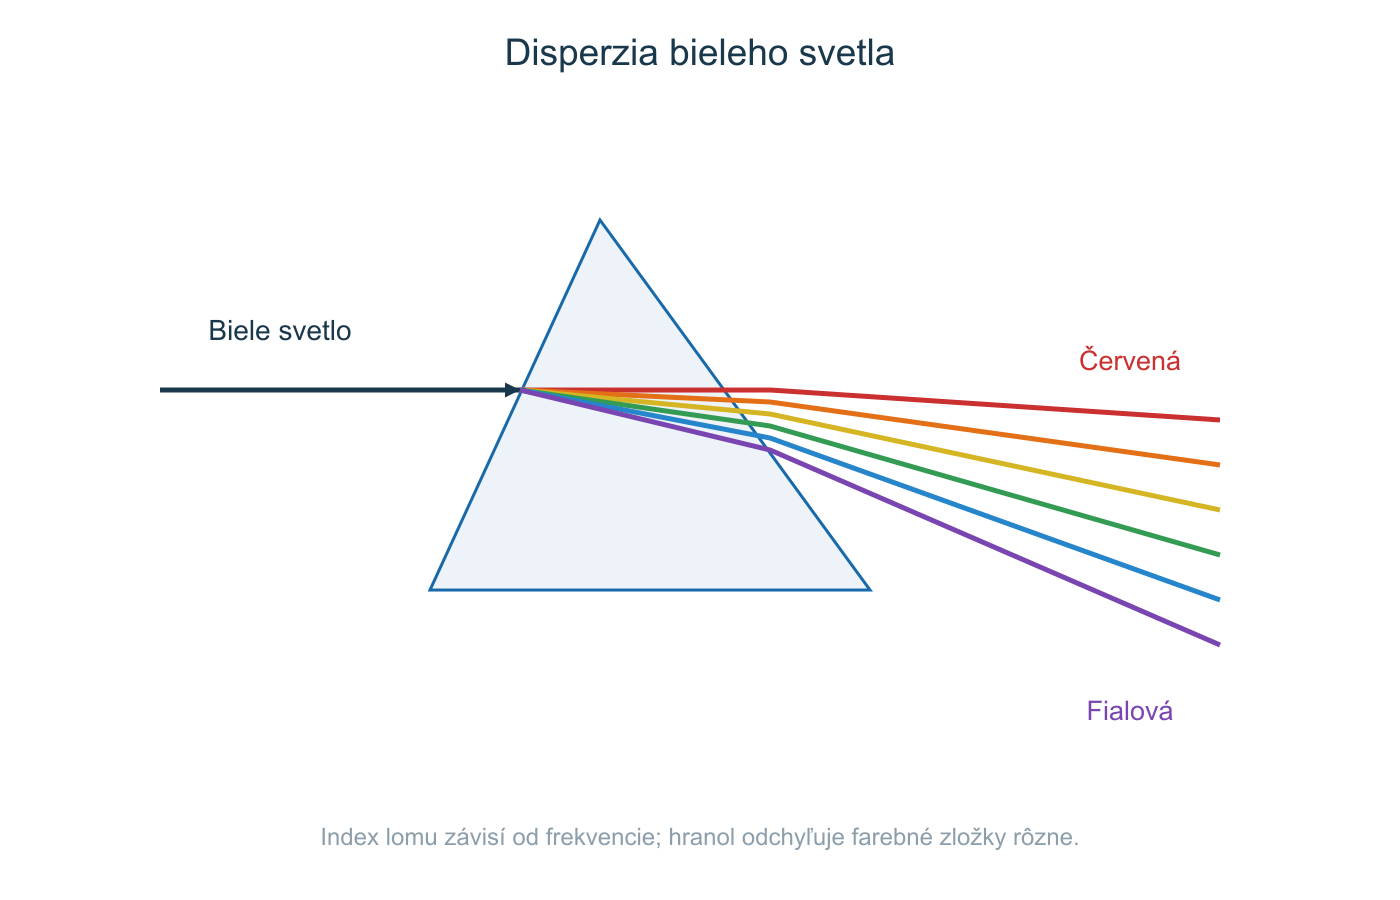 Disperzia bieleho svetla
Biele svetlo
Červená
Fialová
Index lomu závisí od frekvencie; hranol odchyľuje farebné zložky rôzne.